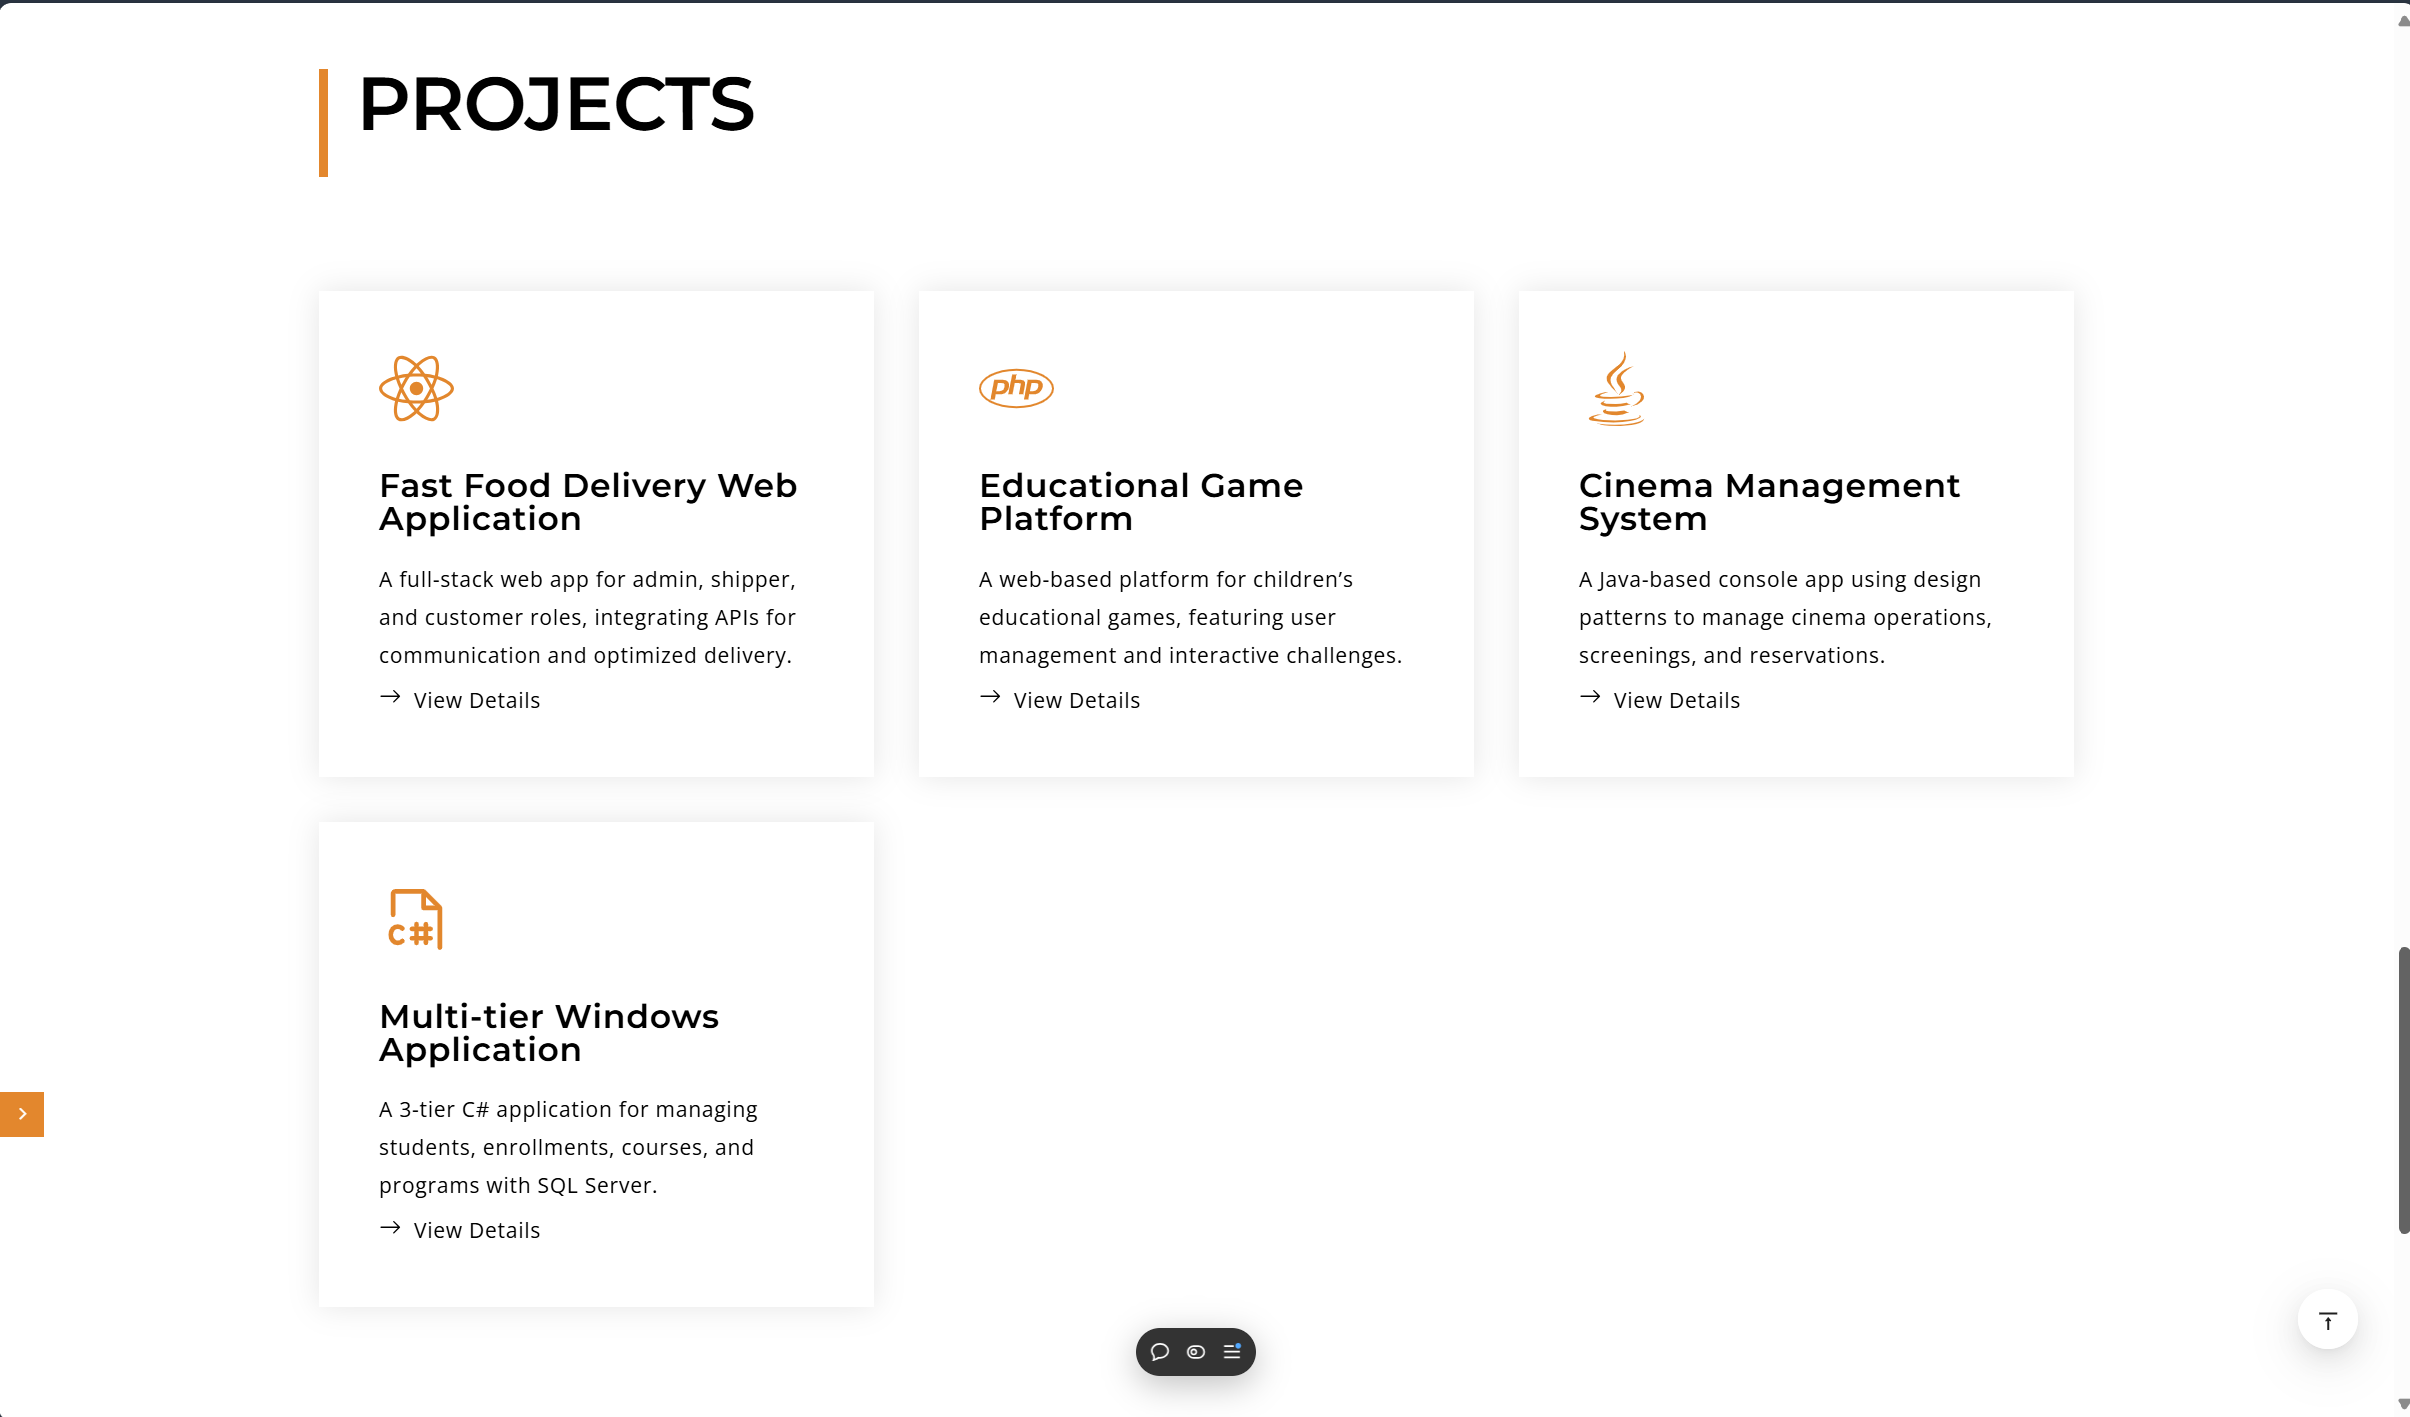 PROJECTS
php
Fast Food Delivery Web
Application
A full-stack web app for admin, shipper,
and customer roles, integrating APIs for
communication and optimized delivery.
View Details
Educational Game
Platform
A web-based platform for children’s
educational games, featuring user
management and interactive challenges.
View Details
Cinema Management
System
A Java-based console app using design
patterns to manage cinema operations,
screenings, and reservations.
View Details
C#
Multi-tier Windows
Application
A 3-tier C# application for managing
students, enrollments, courses, and
programs with SQL Server.
View Details